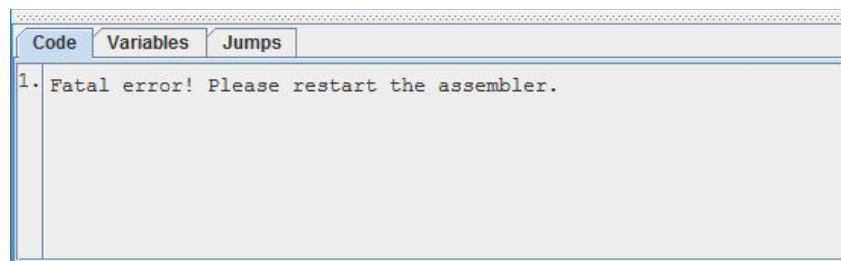 Code Variables Jumps
1. Fatal error! Please restart the assembler.